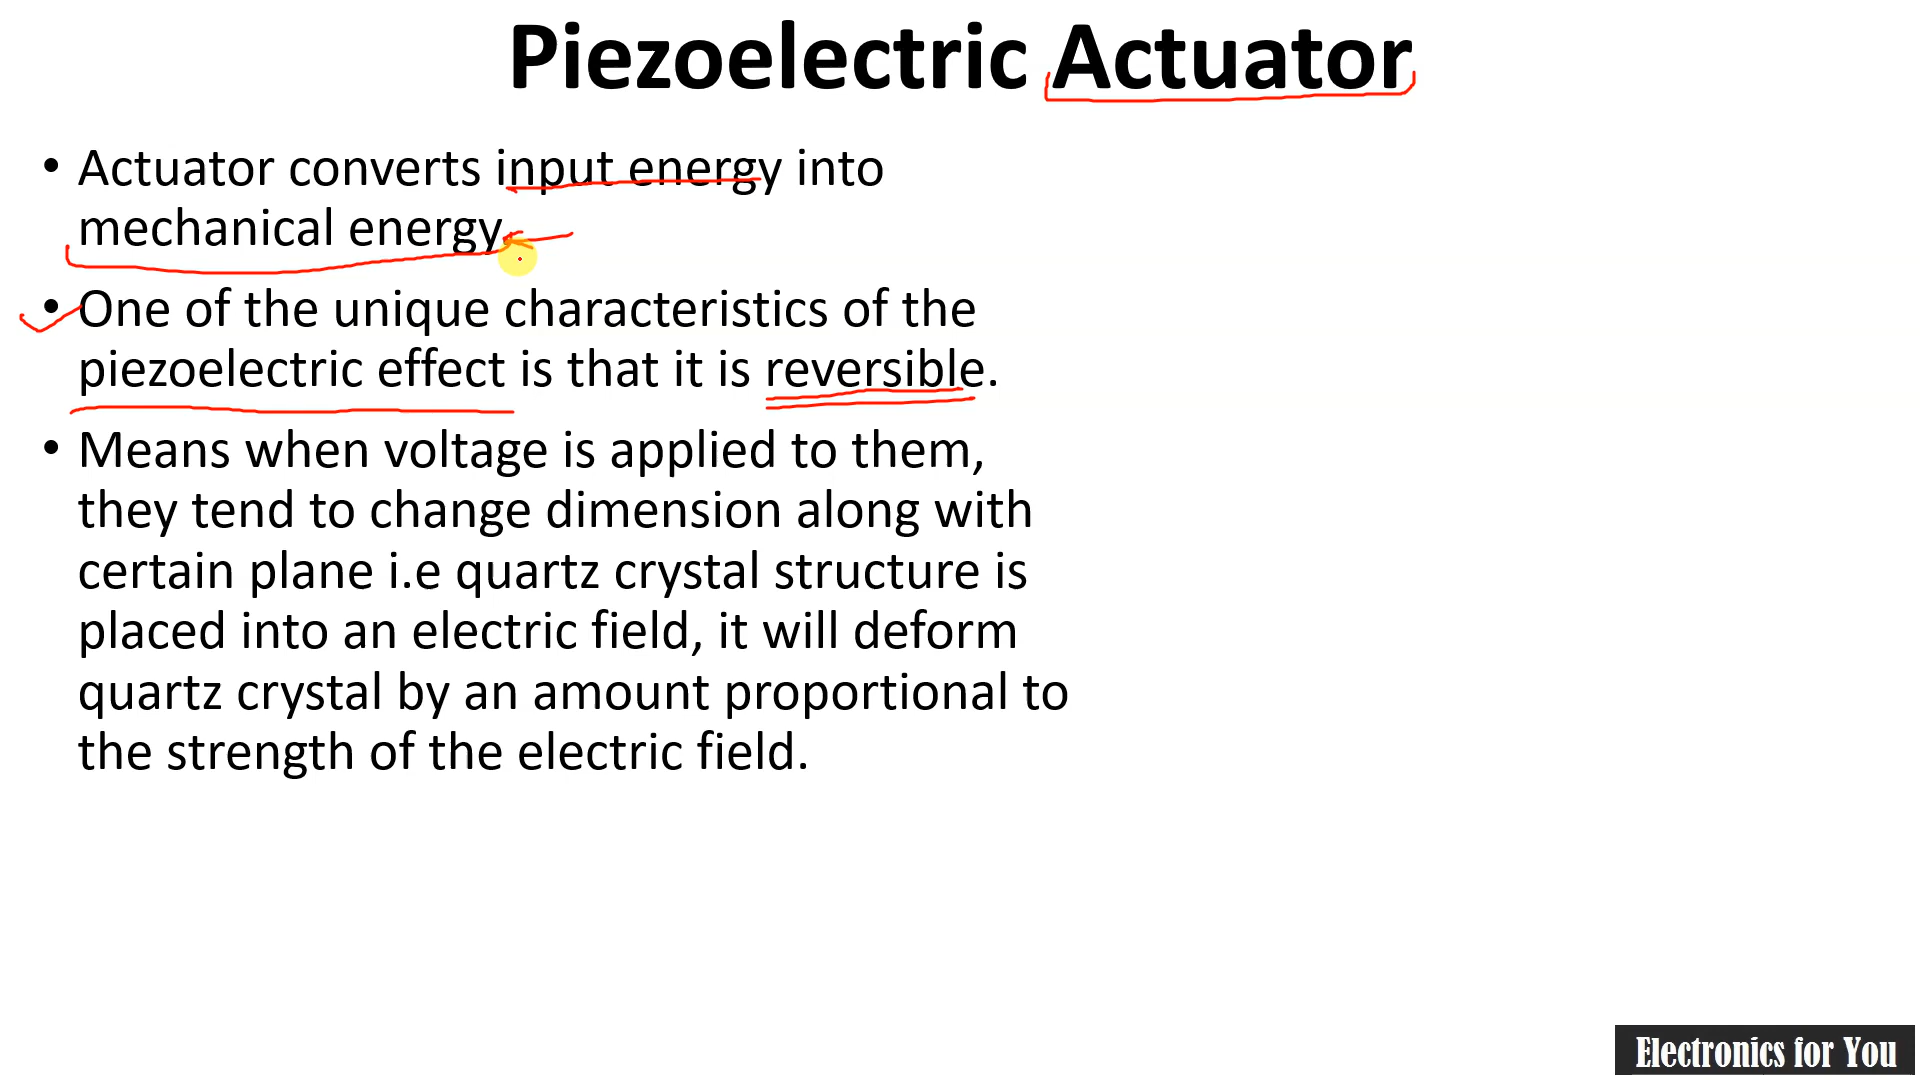 Piezoelectric Actuator
• Actuator converts input energy into
mechanical energy.
• One of the unique characteristics of the
piezoelectric effect is that it is reversible.
• Means when voltage is applied to them,
they tend to change dimension along with
certain plane i.e quartz crystal structure is
placed into an electric field, it will deform
quartz crystal by an amount proportional to
the strength of the electric field.
Electronics for You